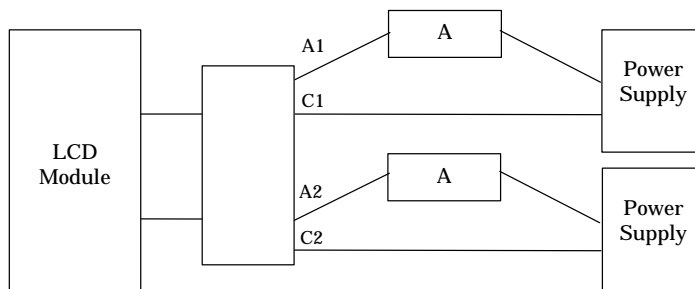 LCD
Module
A1
C1
A
Power
Supply
A2
C2
A
Power
Supply